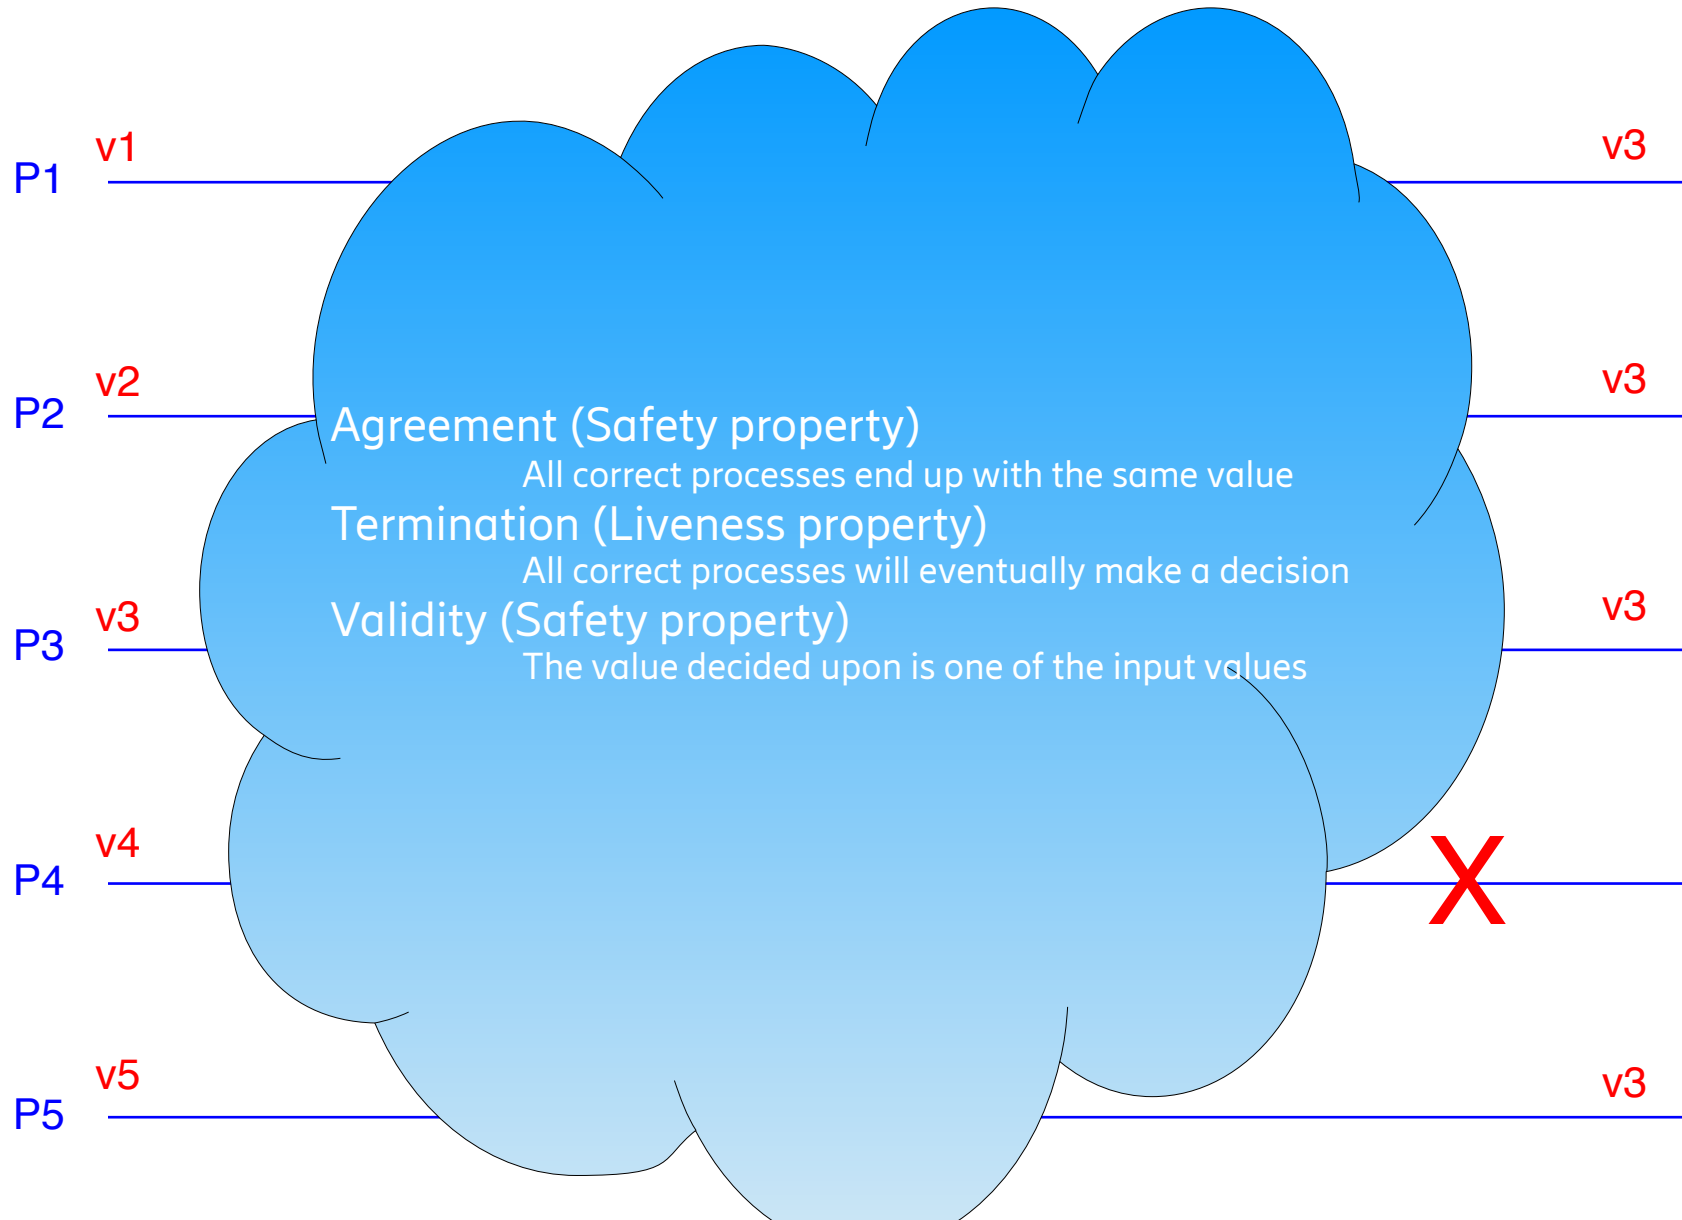 v1 v3
P1
v2 v3
P2
Agreement (Safety property)
All correct processes end up with the same value
Termination (Liveness property)
All correct processes will eventually make a decision
v3 Validity (Safety property) v3
P3
The value decided upon is one of the input values
v4
P4 X
v5 v3
P5